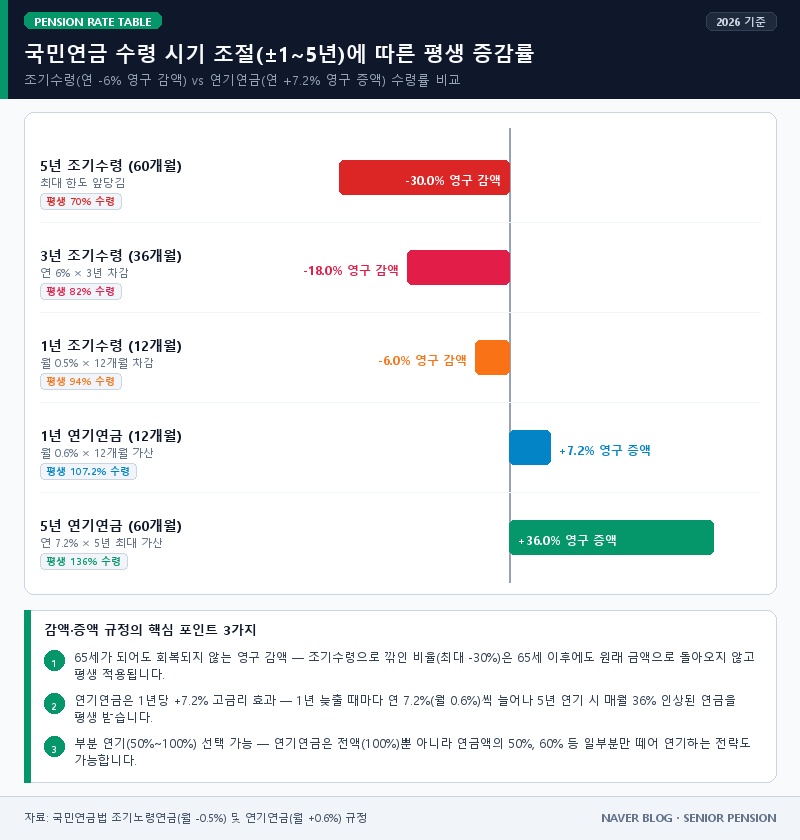 PENSION RATE TABLE
2026 기준
국민연금 수령 시기 조절(±1~5년)에 따른 평생 증감률
조기수령(연 -6% 영구 감액) vs 연기연금(연 +7.2% 영구 증액) 수령률 비교
5년 조기수령 (60개월)
최대 한도 앞당김
평생 70% 수령
-30.0% 영구 감액
3년 조기수령 (36개월)
연 6% × 3년 차감
평생 82% 수령
-18.0% 영구 감액
1년 조기수령 (12개월)
월 0.5% × 12개월 차감
평생 94% 수령
-6.0% 영구 감액
1년 연기연금 (12개월)
월 0.6% × 12개월 가산
평생 107.2% 수령
+7.2% 영구 증액
5년 연기연금 (60개월)
연 7.2% × 5년 최대 가산
평생 136% 수령
+36.0% 영구 증액
감액·증액 규정의 핵심 포인트 3가지
1 65세가 되어도 회복되지 않는 영구 감액 — 조기수령으로 깎인 비율(최대 -30%)은 65세 이후에도 원래 금액으로 돌아오지 않고
평생 적용됩니다.
2 연기연금은 1년당 +7.2% 고금리 효과 — 1년 늦출 때마다 연 7.2%(월 0.6%)씩 늘어나 5년 연기 시 매월 36% 인상된 연금을
평생 받습니다.
3 부분 연기(50%~100%) 선택 가능 — 연기연금은 전액(100%)뿐 아니라 연금액의 50%, 60% 등 일부분만 떼어 연기하는 전략도
가능합니다.
자료: 국민연금법 조기노령연금(월 -0.5%) 및 연기연금(월 +0.6%) 규정
NAVER BLOG · SENIOR PENSION